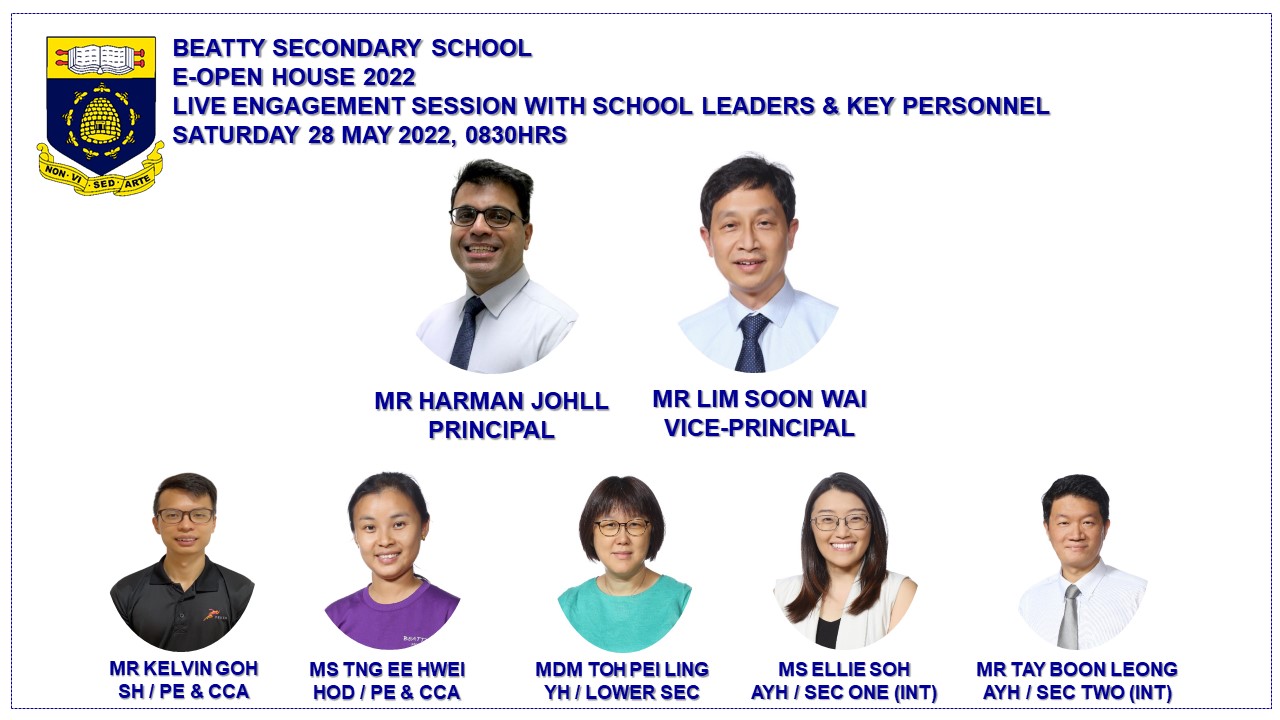 BEATTY SECONDARY SCHOOL
E-OPEN HOUSE 2022
LIVE ENGAGEMENT SESSION WITH SCHOOL LEADERS & KEY PERSONNEL
SATURDAY 28 MAY 2022, 0830HRS
NON · VI · SED · ARTE
MR HARMAN JOHLL
PRINCIPAL
MR LIM SOON WAI
VICE-PRINCIPAL
BEATTY
MR KELVIN GOH
SH / PE & CCA
MS TNG EE HWEI
HOD / PE & CCA
MDM TOH PEI LING
YH / LOWER SEC
MS ELLIE SOH
AYH / SEC ONE (INT)
MR TAY BOON LEONG
AYH / SEC TWO (INT)